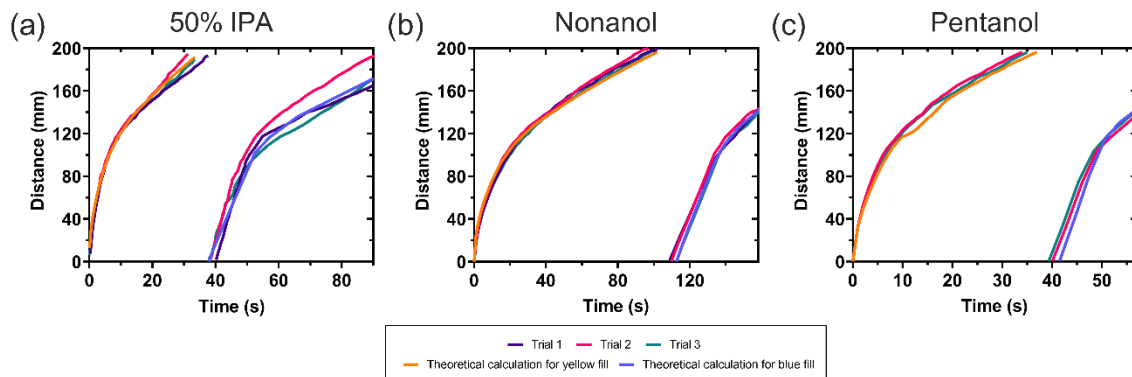 (a) 50% IPA
200
160
120
80
40
0
Distance (mm)
0 20 40 60 80
Time (s)
(b) Nonanol
200
160
120
80
40
0
Distance (mm)
0 40 80 120
Time (s)
(c) Pentanol
200
160
120
80
40
0
Distance (mm)
0 10 20 30 40 50
Time (s)
Trial 1 Trial 2 Trial 3
Theoretical calculation for yellow fill Theoretical calculation for blue fill